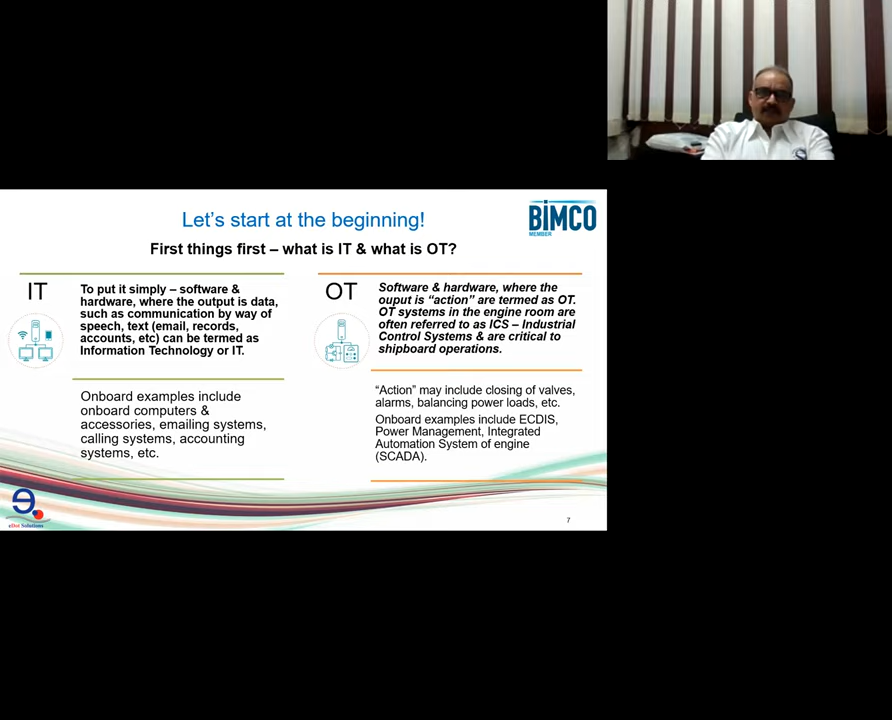 Let's start at the beginning!
BIMCO
MEMBER
First things first – what is IT & what is OT?
IT
To put it simply – software &
hardware, where the output is data,
such as communication by way of
speech, text (email, records,
accounts, etc) can be termed as
Information Technology or IT.
Onboard examples include
onboard computers &
accessories, emailing systems,
calling systems, accounting
systems, etc.
OT
Software & hardware, where the
ouput is “action” are termed as OT.
OT systems in the engine room are
often referred to as ICS – Industrial
Control Systems & are critical to
shipboard operations.
“Action” may include closing of valves,
alarms, balancing power loads, etc.
Onboard examples include ECDIS,
Power Management, Integrated
Automation System of engine
(SCADA).
eDot Solutions
7